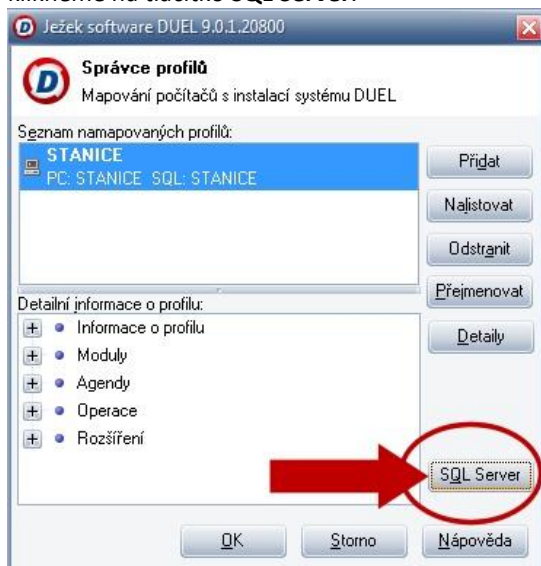 Ježek software DUEL 9.0.1.20800
Správce profilů
Mapování počítačů s instalací systému DUEL
Seznam namapovaných profilů:
STANICE
PC: STANICE SQL: STANICE
Přidat
Nalistovat
Odstranit
Přejmenovat
Detaily
Detailní informace o profilu:
Informace o profilu
Moduly
Agendy
Operace
Rozšíření
SQL Server
OK
Storno
Nápověda